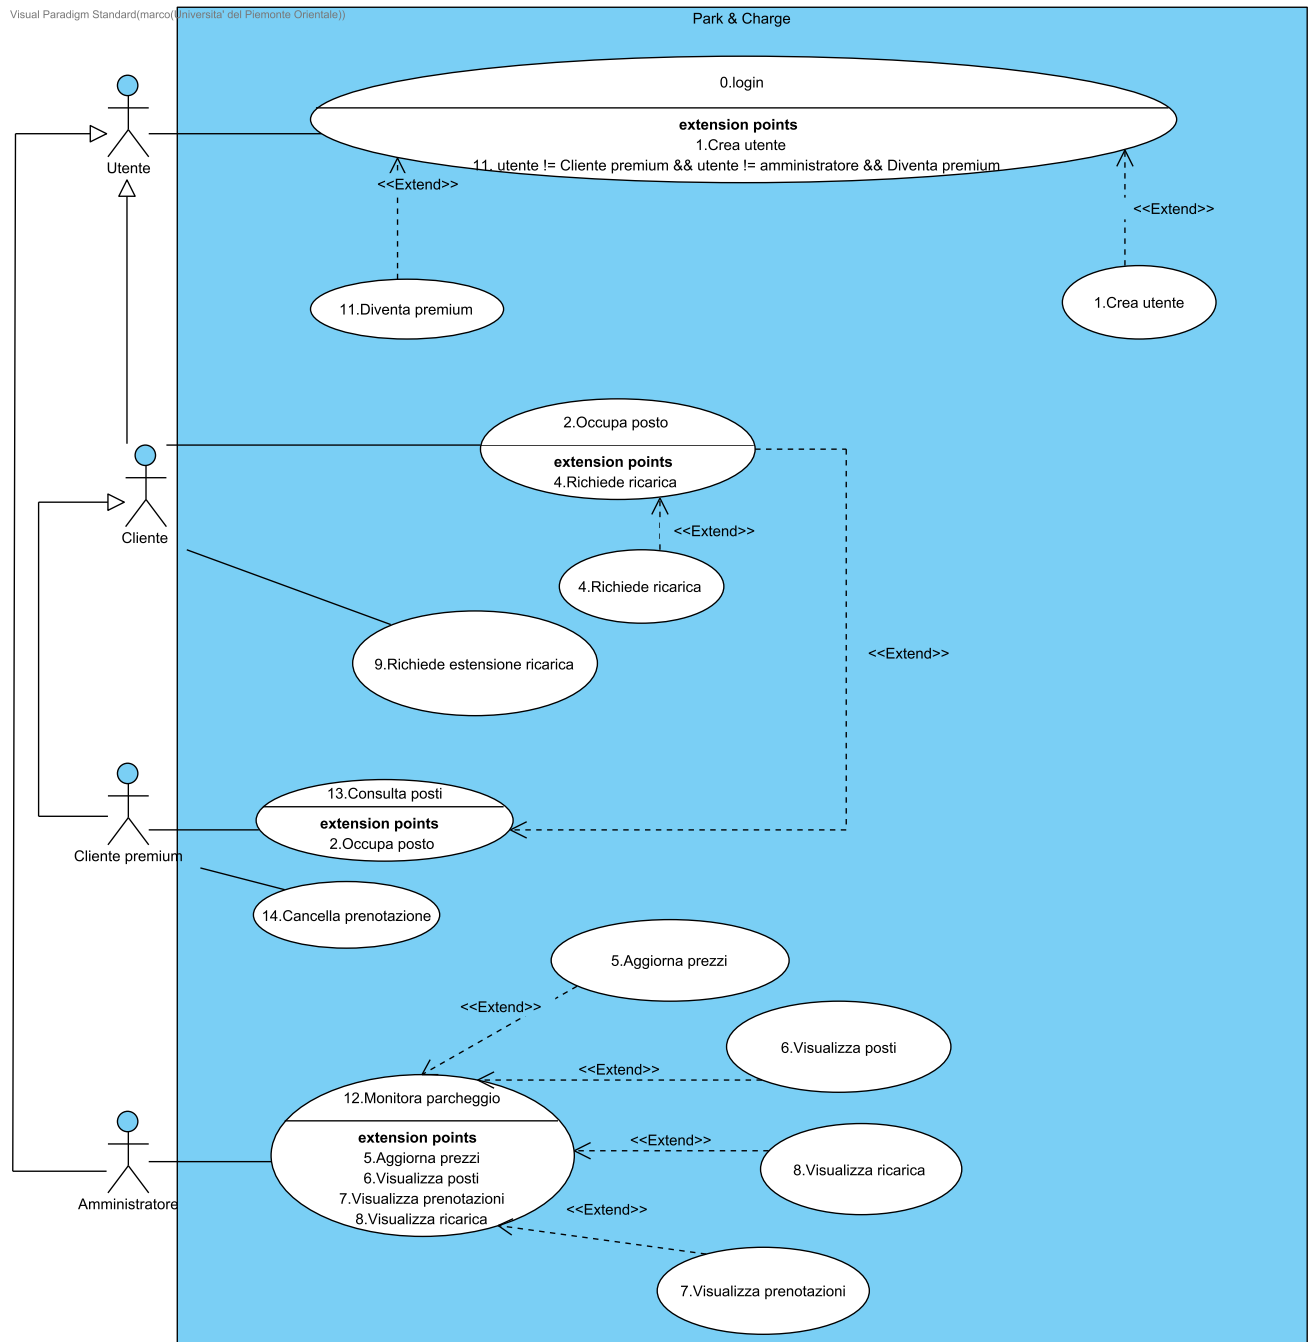 Visual Paradigm Standard(marco(Universita' del Piemonte Orientale))
Park & Charge
0.login
extension points
1.Crea utente
11. utente != Cliente premium && utente != amministratore && Diventa premium
Utente
<<Extend>>
<<Extend>>
11.Diventa premium
1.Crea utente
2.Occupa posto
extension points
4.Richiede ricarica
<<Extend>>
Cliente
4.Richiede ricarica
<<Extend>>
9.Richiede estensione ricarica
13.Consulta posti
extension points
2.Occupa posto
Cliente premium
14.Cancella prenotazione
5.Aggiorna prezzi
<<Extend>>
6.Visualizza posti
<<Extend>>
12.Monitora parcheggio
extension points
5.Aggiorna prezzi
6.Visualizza posti
7.Visualizza prenotazioni
8.Visualizza ricarica
<<Extend>>
8.Visualizza ricarica
Amministratore
<<Extend>>
7.Visualizza prenotazioni